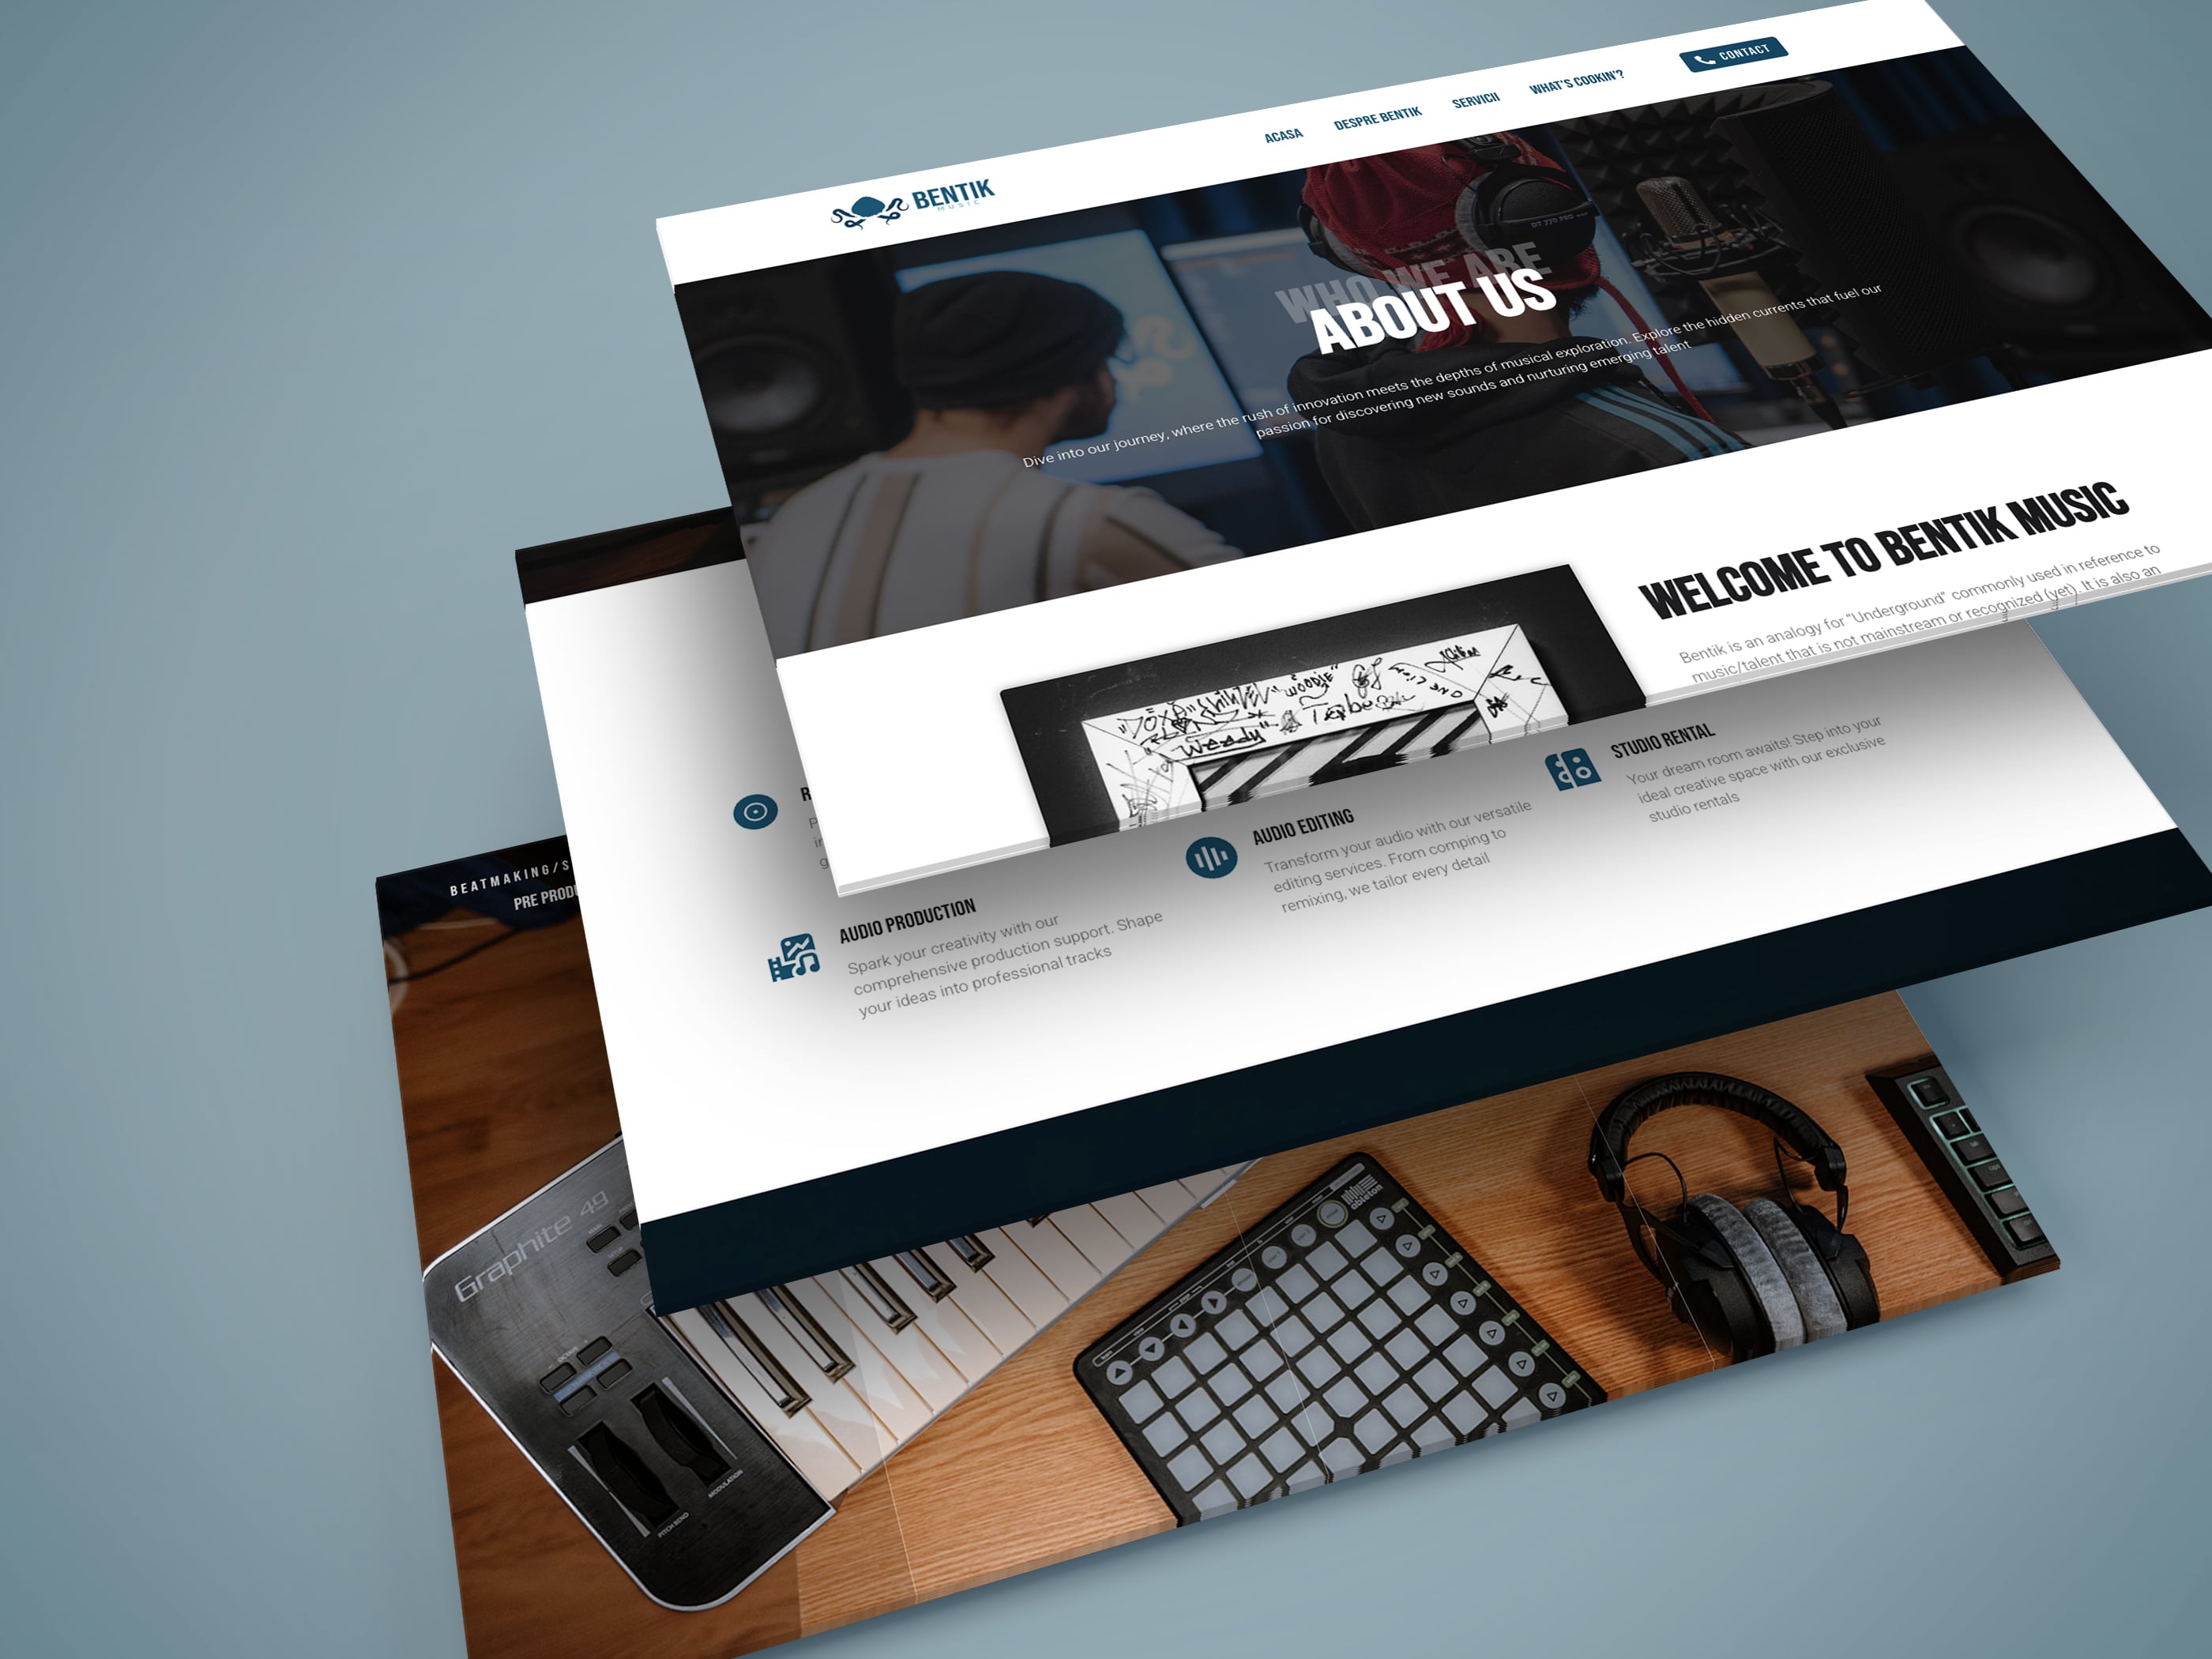 BENTIK
MUSIC
ACASA
DESPRE BENTIK
SERVICII
WHAT'S COOKIN'?
CONTACT
WHO WE ARE
ABOUT US
Dive into our journey, where the rush of innovation meets the depths of musical exploration. Explore the hidden currents that fuel our
passion for discovering new sounds and nurturing emerging talent
DT 770 PRO
WELCOME TO BENTIK MUSIC
Bentik is an analogy for "Underground" commonly used in reference to
music/talent that is not mainstream or recognized (yet). It is also an
STUDIO RENTAL
Your dream room awaits! Step into your
ideal creative space with our exclusive
studio rentals
AUDIO EDITING
Transform your audio with our versatile
editing services. From comping to
remixing, we tailor every detail
AUDIO PRODUCTION
Spark your creativity with our
comprehensive production support. Shape
your ideas into professional tracks
BEATMAKING/S
PRE PRODU
Graphite 49
PITCH BEND
MODULATION
ableton